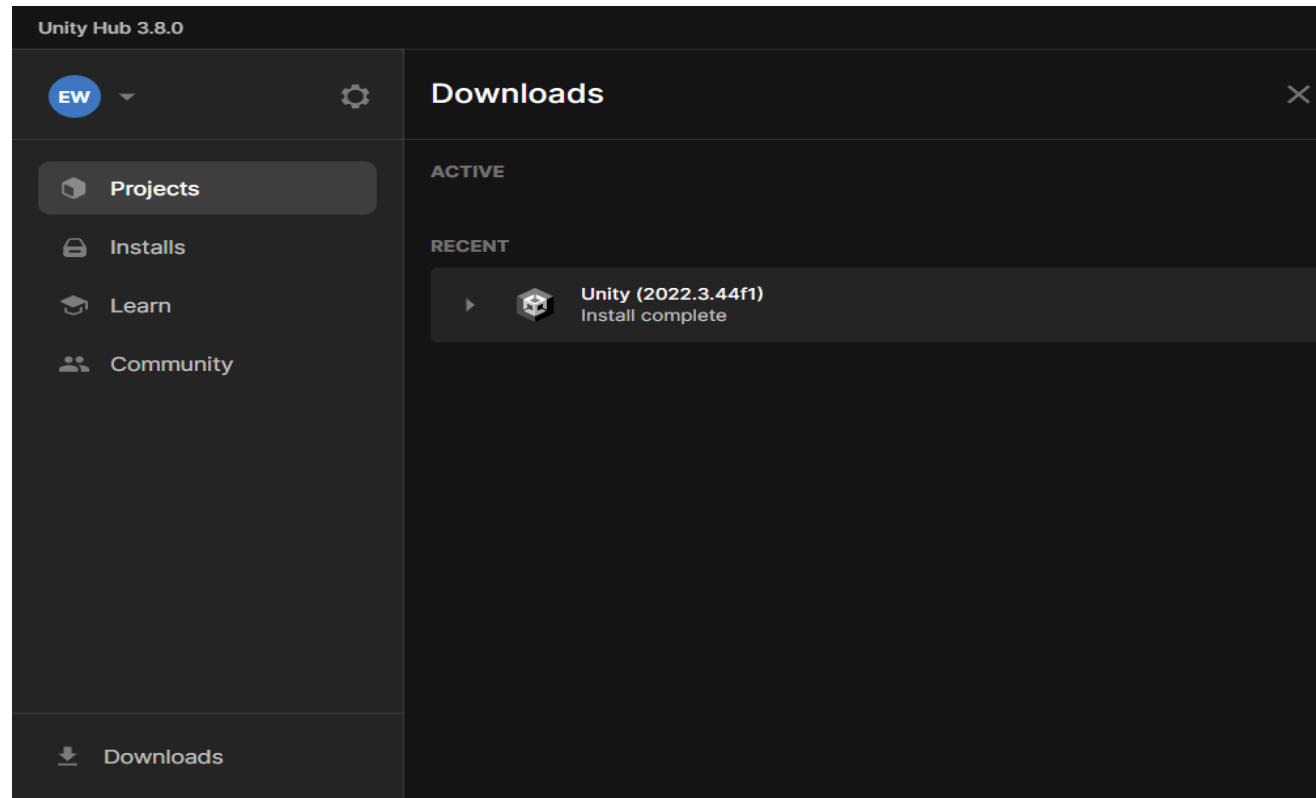 Unity Hub 3.8.0
EW
Projects
Installs
Learn
Community
Downloads
Downloads
ACTIVE
RECENT
Unity (2022.3.44f1)
Install complete